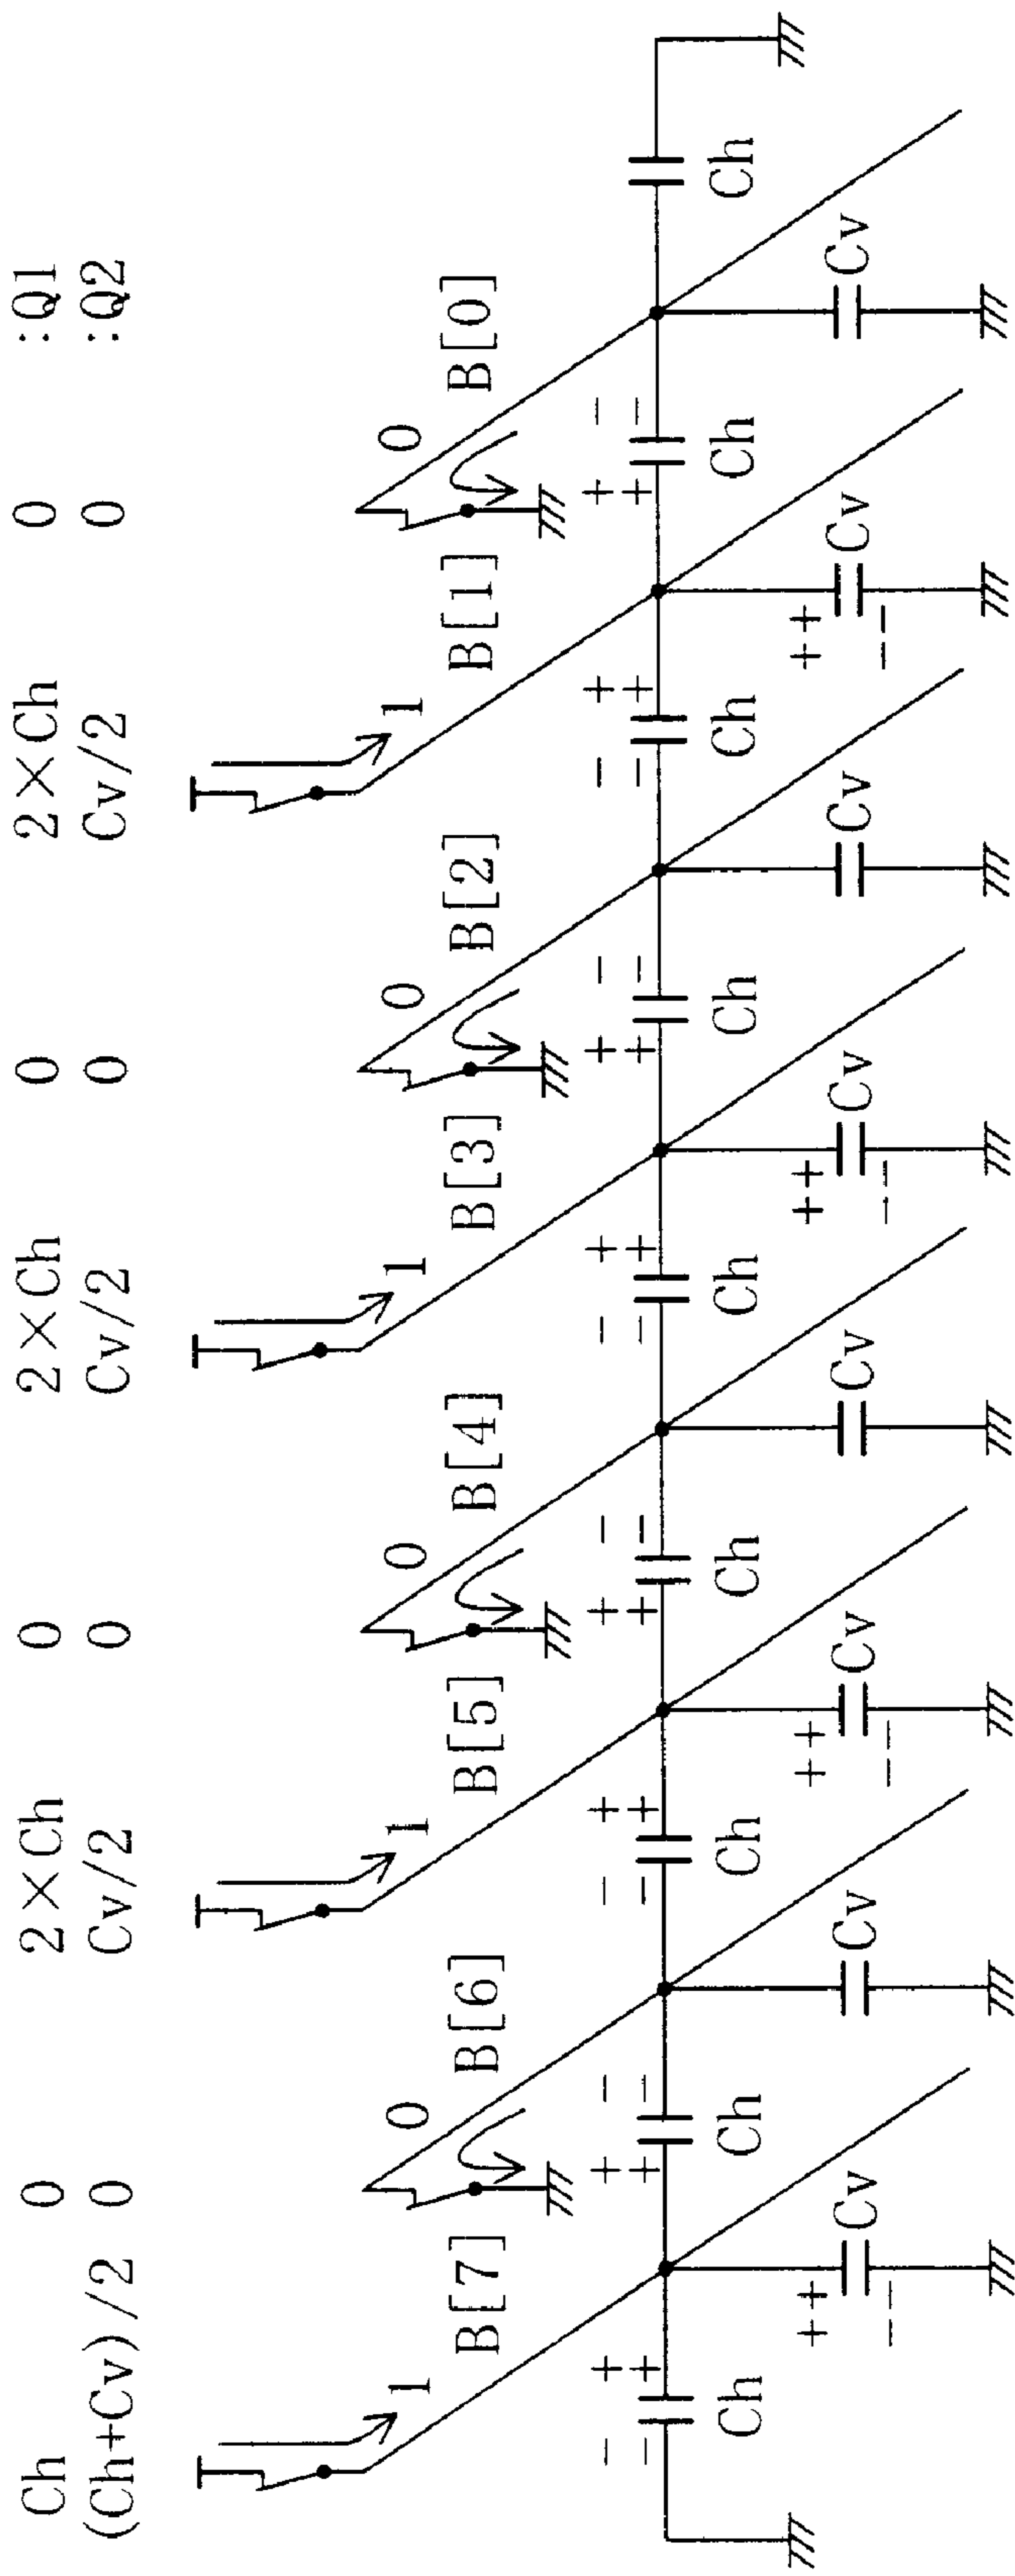 Ch 0 2×Ch 0 2×Ch 0 2×Ch 0 :Q1
(Ch+Cv)/2 0 Cv/2 0 Cv/2 0 Cv/2 0 :Q2
1 0 1 0 1 0 1 0
B[7] B[6] B[5] B[4] B[3] B[2] B[1] B[0]
-- ++ ++ -- -- ++ ++ -- -- ++ ++ -- -- ++ ++ --
Ch Ch Ch Ch Ch Ch Ch Ch Ch
++ ++ ++ ++
Cv Cv Cv Cv Cv Cv Cv Cv
-- -- -- --